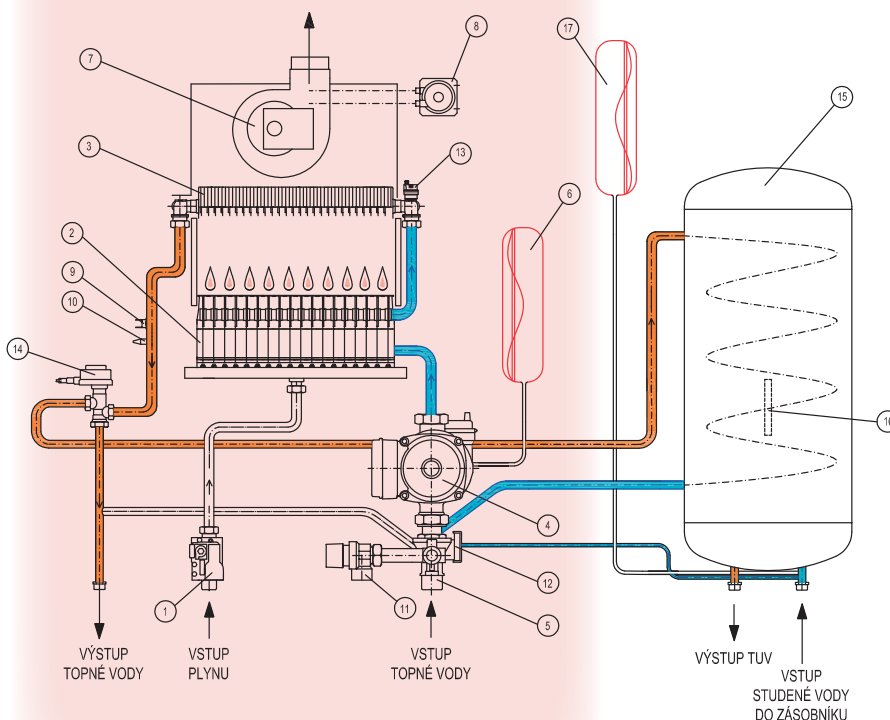 17
8
7
15
3
13
6
2
9
10
14
16
4
12
1
11
5
VÝSTUP
TOPNÉ VODY
VSTUP
PLYNU
VSTUP
TOPNÉ VODY
VÝSTUP TUV
VSTUP
STUDENÉ VODY
DO ZÁSOBNÍKU